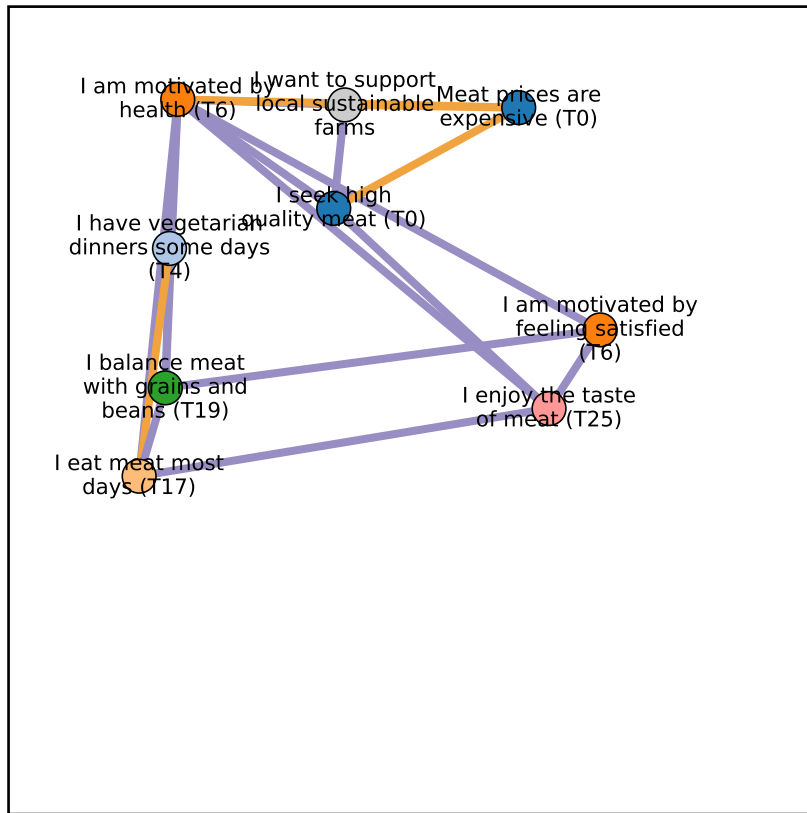 I am motivated by
health (T6)
I want to support
local sustainable
farms
Meat prices are
expensive (T0)
I seek high
quality meat (T0)
I have vegetarian
dinners some days
(T4)
I am motivated by
feeling satisfied
(T6)
I balance meat
with grains and
beans (T19)
I enjoy the taste
of meat (T25)
I eat meat most
days (T17)